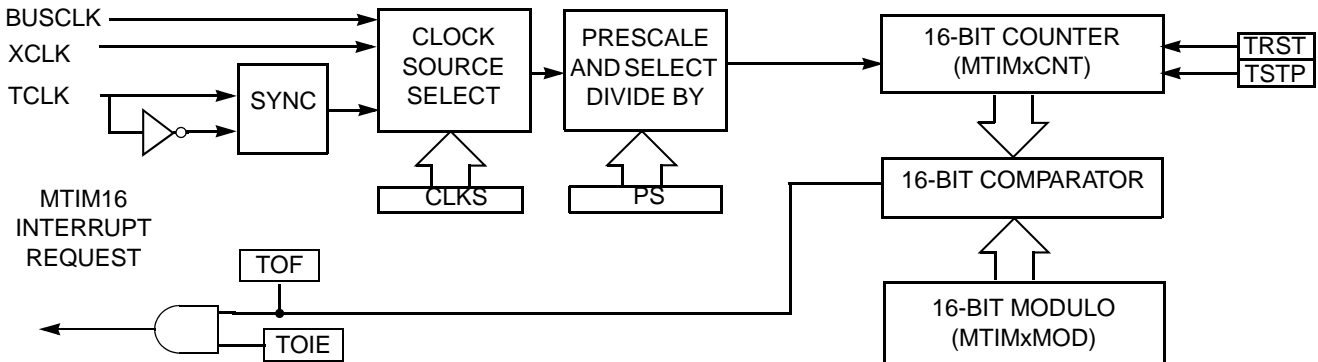 BUSCLK
XCLK
TCLK
SYNC
CLOCK
SOURCE
SELECT
CLKS
PRESCALE
AND SELECT
DIVIDE BY
PS
16-BIT COUNTER
(MTIMxCNT)
TRST
TSTP
16-BIT COMPARATOR
16-BIT MODULO
(MTIMxMOD)
MTIM16
INTERRUPT
REQUEST
TOF
TOIE